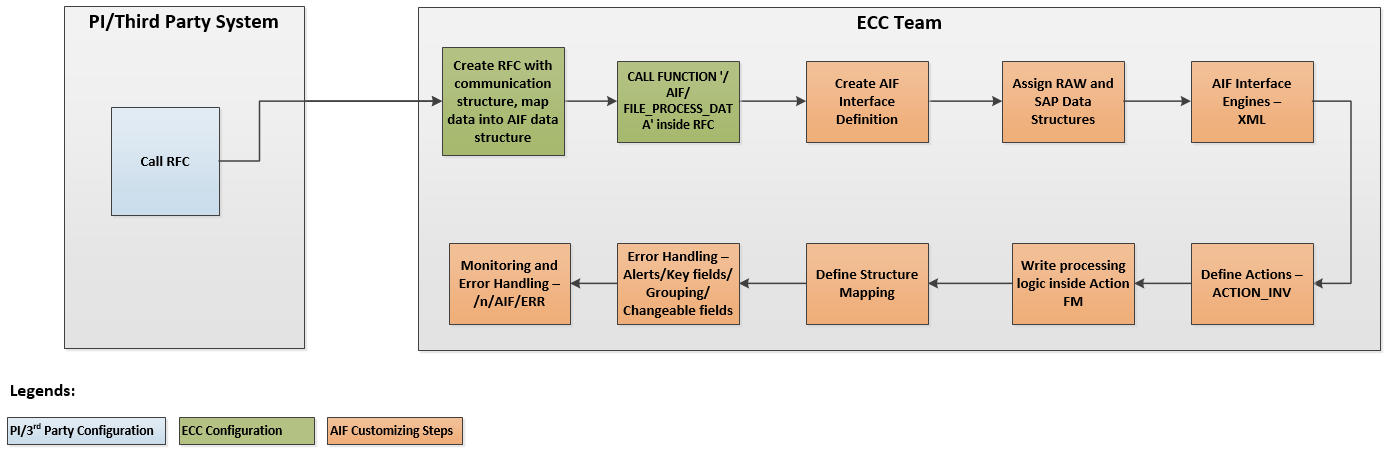 PI/Third Party System
ECC Team
Call RFC
Create RFC with
communication
structure, map
data into AIF data
structure
CALL FUNCTION '/
AIF/
FILE_PROCESS_DAT
A' inside RFC
Create AIF
Interface
Definition
Assign RAW and
SAP Data
Structures
AIF Interface
Engines –
XML
Define Actions –
ACTION_INV
Write processing
logic inside Action
FM
Define Structure
Mapping
Error Handling –
Alerts/Key fields/
Grouping/
Changeable fields
Monitoring and
Error Handling –
/n/AIF/ERR
Legends:
PI/3rd Party Configuration
ECC Configuration
AIF Customizing Steps